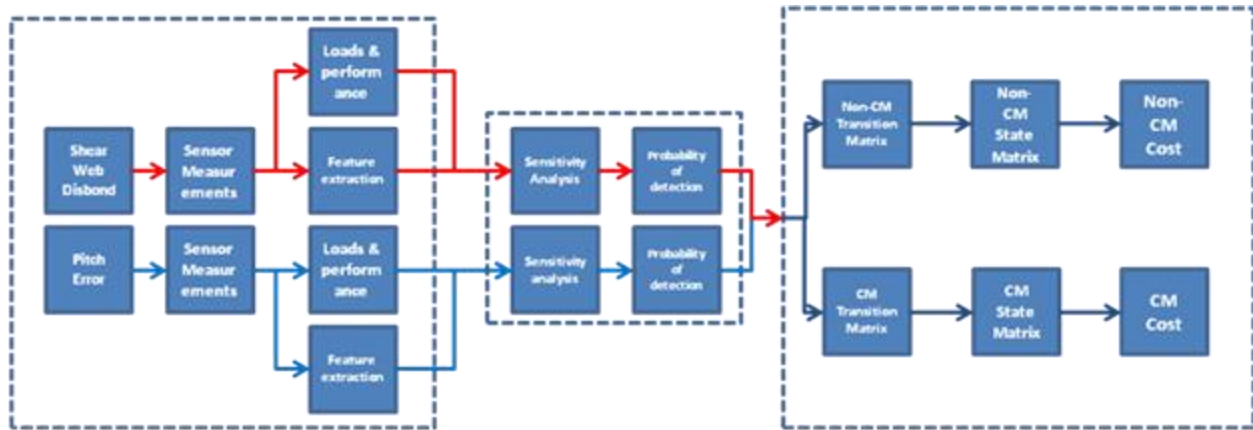 Loads &
perform
ance
Shear
Web
Disbond
Sensor
Measur
ements
Feature
extraction
Sensitivity
Analysis
Probability
of
detection
Pitch
Error
Sensor
Measur
ements
Loads &
perform
ance
Feature
extraction
Sensitivity
analysis
Probability
of
detection
Non-CM
Transition
Matrix
Non-
CM
State
Matrix
Non-
CM
Cost
CM
Transition
Matrix
CM
State
Matrix
CM
Cost